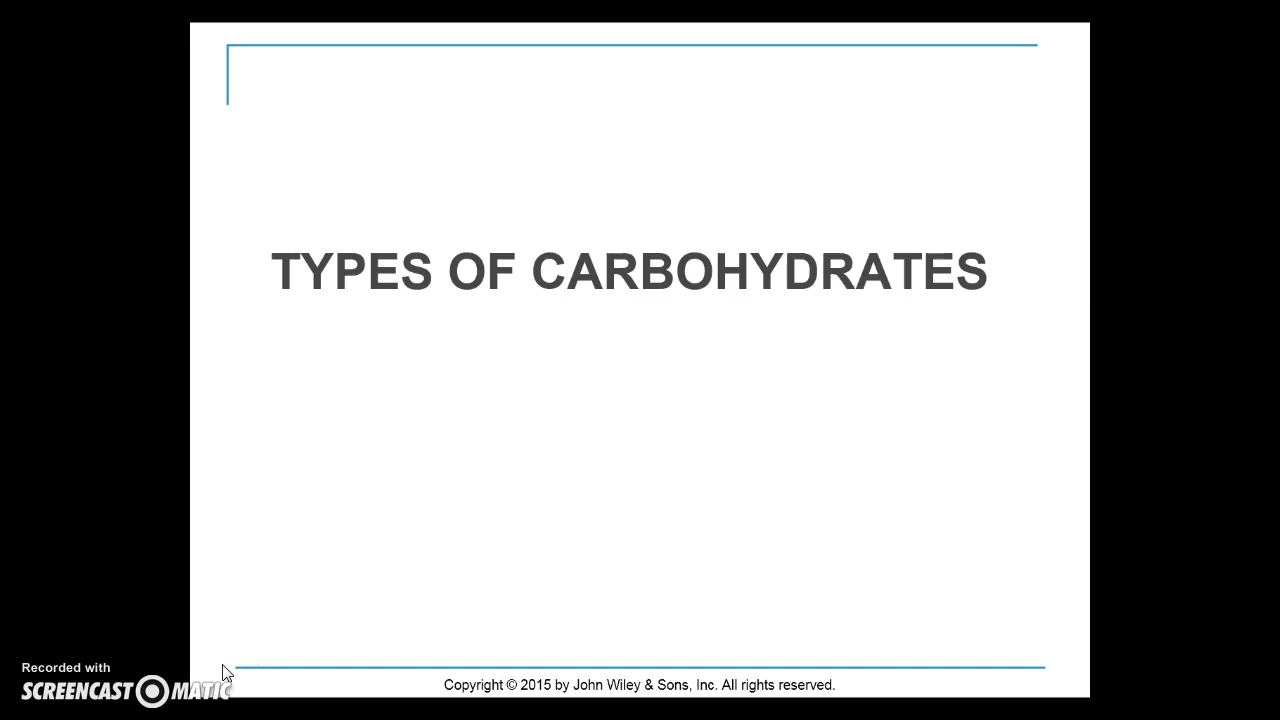 TYPES OF CARBOHYDRATES
Copyright © 2015 by John Wiley & Sons, Inc. All rights reserved.
Recorded with
SCREENCAST MATIC